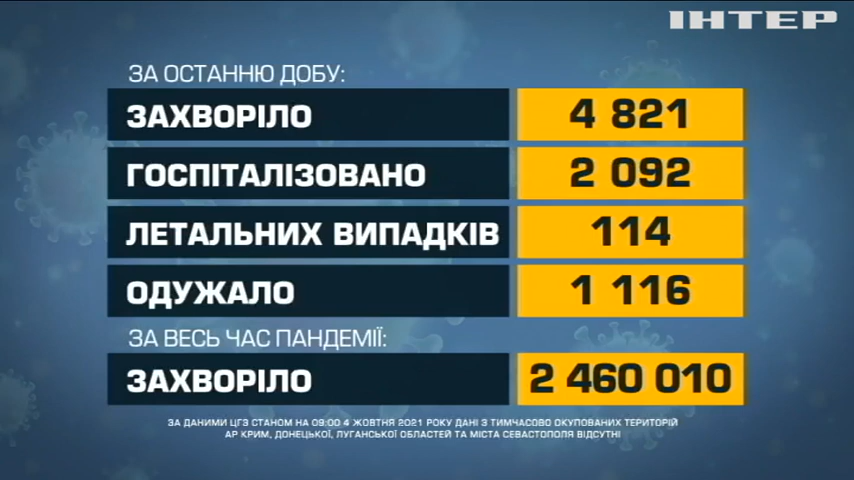 ІНТЕР
ЗА ОСТАННЮ ДОБУ:
ЗАХВОРІЛО 4 821
ГОСПІТАЛІЗОВАНО 2 092
ЛЕТАЛЬНИХ ВИПАДКІВ 114
ОДУЖАЛО 1 116
ЗА ВЕСЬ ЧАС ПАНДЕМІЇ:
ЗАХВОРІЛО 2 460 010
ЗА ДАНИМИ ЦГЗ СТАНОМ НА 09:00 4 ЖОВТНЯ 2021 РОКУ ДАНІ З ТИМЧАСОВО ОКУПОВАНИХ ТЕРИТОРІЙ
АР КРИМ, ДОНЕЦЬКОЇ, ЛУГАНСЬКОЇ ОБЛАСТЕЙ ТА МІСТА СЕВАСТОПОЛЯ ВІДСУТНІ